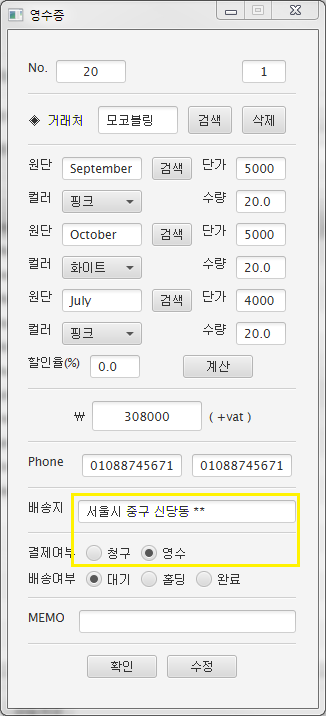 영수증
No. 20 1
◈ 거래처 모코블링 검색 삭제
원단 September 검색 단가 5000
컬러 핑크 수량 20.0
원단 October 검색 단가 5000
컬러 화이트 수량 20.0
원단 July 검색 단가 4000
컬러 핑크 수량 20.0
할인율(%) 0.0 계산
₩ 308000 ( +vat )
Phone 01088745671 01088745671
배송지 서울시 중구 신당동 **
결제여부 청구 영수
배송여부 대기 홀딩 완료
MEMO
확인 수정